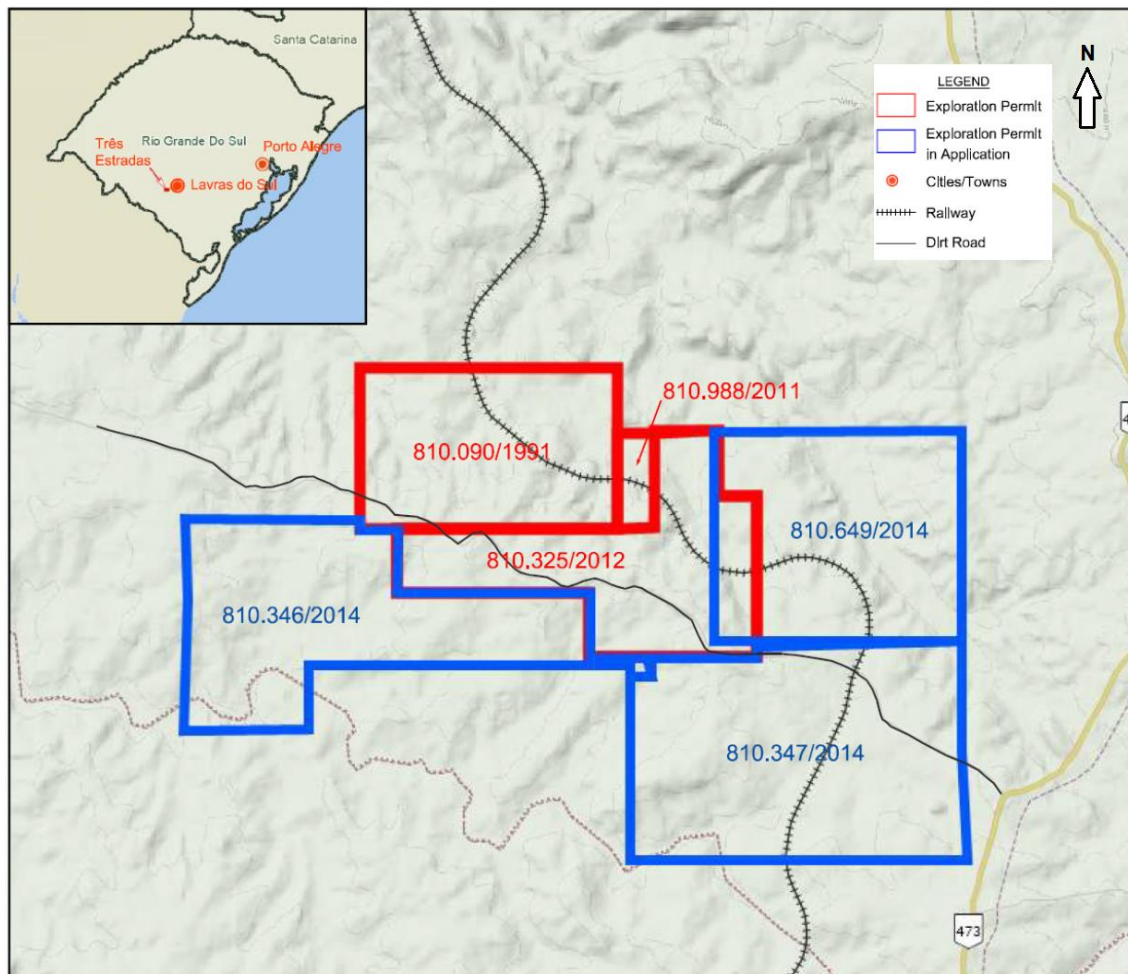 Santa Catarina
Rio Grande Do Sul
Três
Estradas
Porto Alegre
Lavras do Sul
N
LEGEND
Exploration Permit
Exploration Permit
in Application
Cities/Towns
Railway
Dirt Road
810.988/2011
810.090/1991
810.649/2014
810.325/2012
810.346/2014
810.347/2014
473